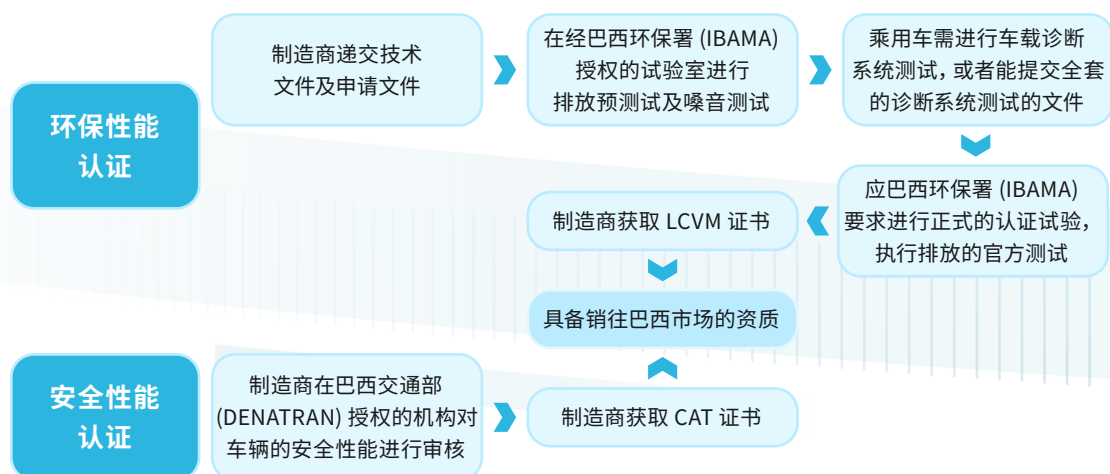 环保性能
认证
制造商递交技术
文件及申请文件
在经巴西环保署 (IBAMA)
授权的试验室进行
排放预测试及嗓音测试
乘用车需进行车载诊断
系统测试，或者能提交全套
的诊断系统测试的文件
应巴西环保署 (IBAMA)
要求进行正式的认证试验，
执行排放的官方测试
制造商获取 LCVM 证书
具备销往巴西市场的资质
安全性能
认证
制造商在巴西交通部
(DENATRAN) 授权的机构对
车辆的安全性能进行审核
制造商获取 CAT 证书